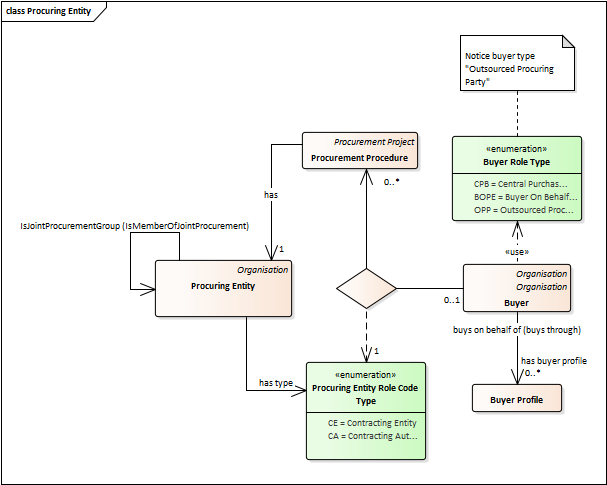 class Procuring Entity
Notice buyer type
"Outsourced Procuring
Party"
Procurement Project
Procurement Procedure
«enumeration»
Buyer Role Type
CPB = Central Purchas...
BOPE = Buyer On Behalf...
OPP = Outsourced Proc...
0..*
has
IsJointProcurementGroup (IsMemberOfJointProcurement)
1
«use»
Organisation
Procuring Entity
Organisation
Organisation
Buyer
0..1
buys on behalf of (buys through)
1
has buyer profile
0..*
«enumeration»
Procuring Entity Role Code
Type
has type
CE = Contracting Entity
CA = Contracting Aut...
Buyer Profile